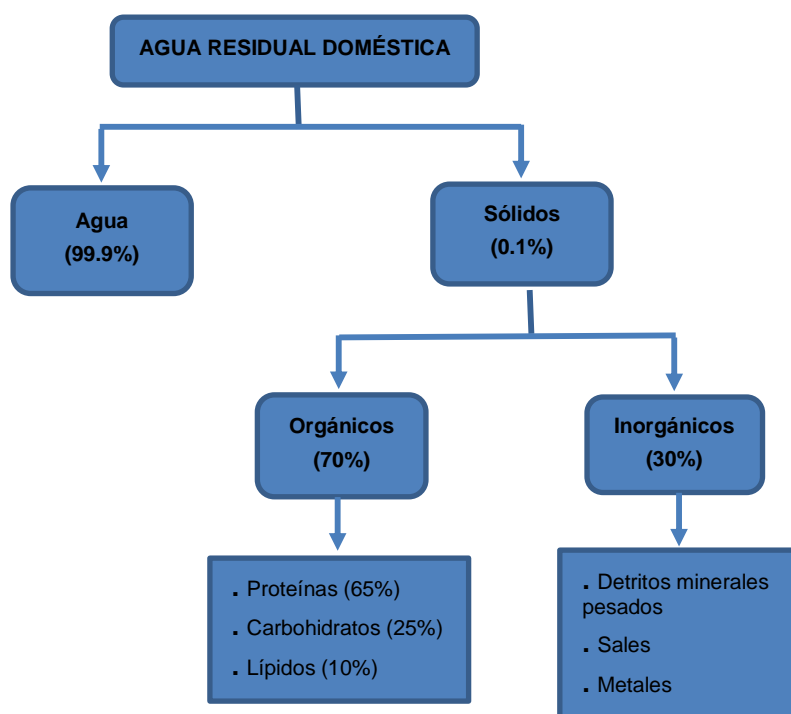 AGUA RESIDUAL DOMÉSTICA
Agua
(99.9%)
Sólidos
(0.1%)
Orgánicos
(70%)
Inorgánicos
(30%)
. Proteínas (65%)
. Carbohidratos (25%)
. Lípidos (10%)
. Detritos minerales
pesados
. Sales
. Metales